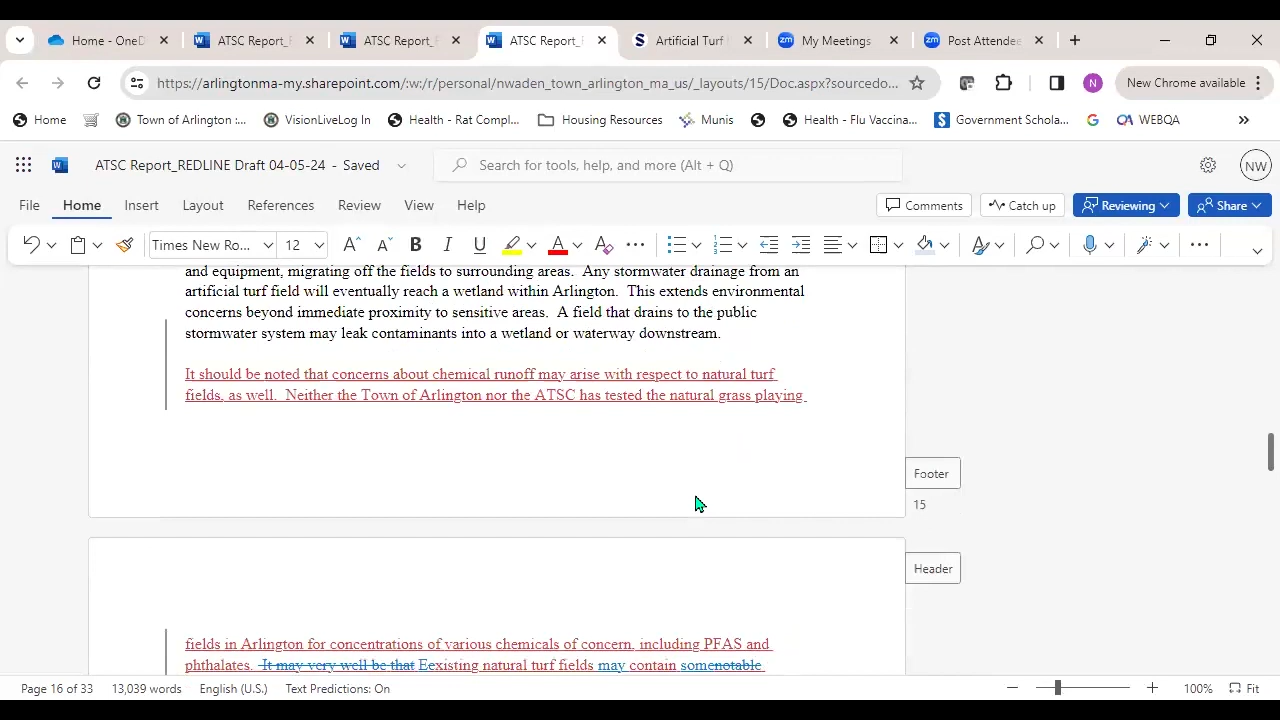 Home - OneD
ATSC Report_R
ATSC Report_R
ATSC Report_R
Artificial Turf
My Meetings
Post Attendee
https://arlingtonma-my.sharepoint.com/:w:/r/personal/nwaden_town_arlington_ma_us/_layouts/15/Doc.aspx?sourcedo...
N
New Chrome available
Home
Town of Arlington :...
VisionLiveLog In
Health - Rat Compl...
Housing Resources
Munis
Health - Flu Vaccina...
Government Schola...
WEBQA
ATSC Report_REDLINE Draft 04-05-24 - Saved
Search for tools, help, and more (Alt + Q)
NW
File Home Insert Layout References Review View Help
Comments
Catch up
Reviewing
Share
Times New Ro...
12
and equipment, migrating off the fields to surrounding areas. Any stormwater drainage from an
artificial turf field will eventually reach a wetland within Arlington. This extends environmental
concerns beyond immediate proximity to sensitive areas. A field that drains to the public
stormwater system may leak contaminants into a wetland or waterway downstream.
It should be noted that concerns about chemical runoff may arise with respect to natural turf
fields, as well. Neither the Town of Arlington nor the ATSC has tested the natural grass playing
Footer
15
Header
fields in Arlington for concentrations of various chemicals of concern, including PFAS and
phthalates. It may very well be that Eexisting natural turf fields may contain somenotable
Page 16 of 33 13,039 words English (U.S.) Text Predictions: On
100% Fit